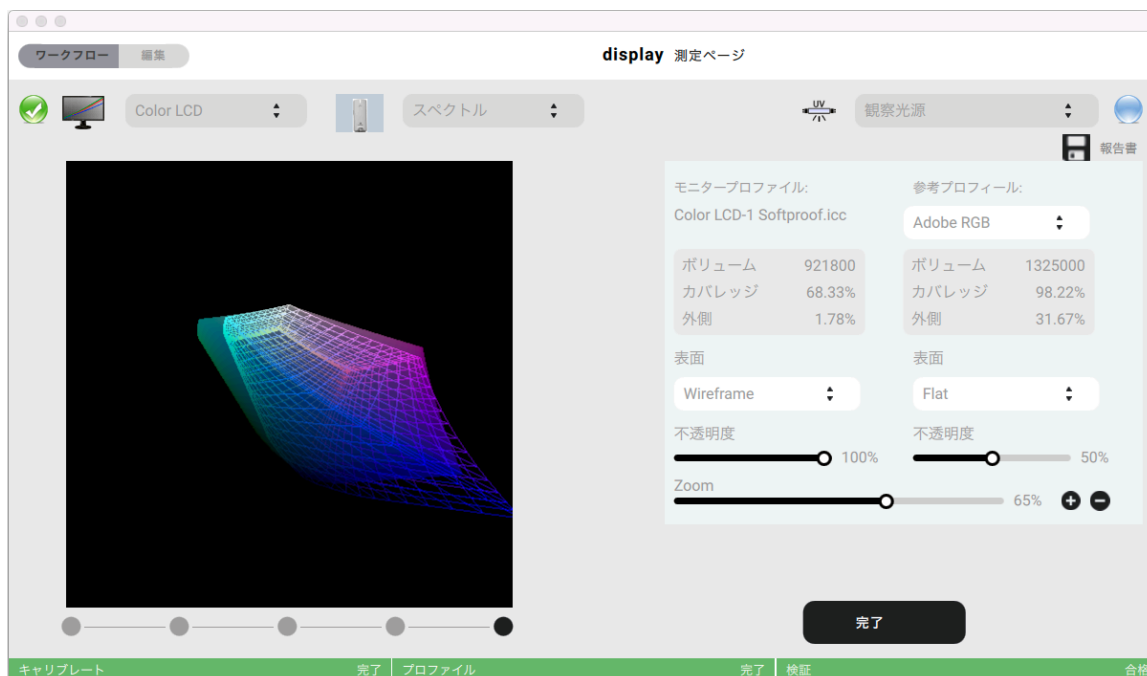 ワークフロー 編集 display 測定ページ
Color LCD スペクトル UV 観察光源
報告書
モニタープロファイル: 参考プロフィール:
Color LCD-1 Softproof.icc Adobe RGB
ボリューム 921800 ボリューム 1325000
カバレッジ 68.33% カバレッジ 98.22%
外側 1.78% 外側 31.67%
表面 表面
Wireframe Flat
不透明度 不透明度
100% 50%
Zoom 65%
完了
キャリブレート 完了 プロファイル 完了 検証 合格